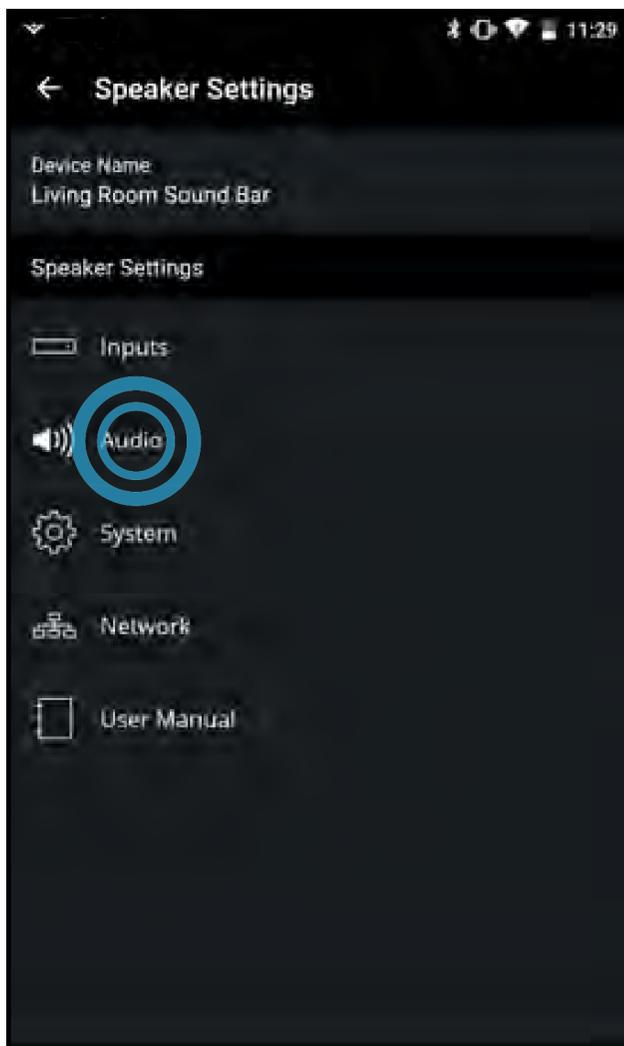 11:29
Speaker Settings
Device Name
Living Room Sound Bar
Speaker Settings
Inputs
Audio
System
Network
User Manual